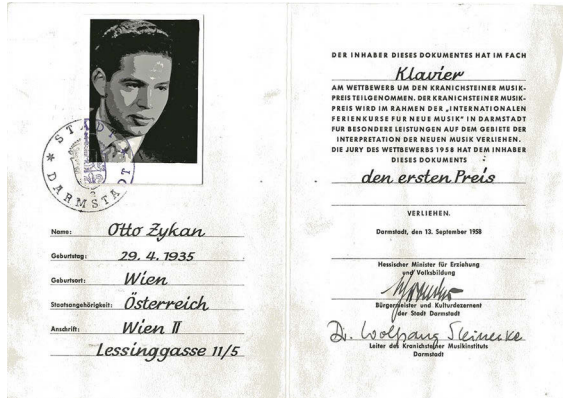 STADT DARMSTADT
Name: Otto Zykan
Geburtstag: 29. 4. 1935
Geburtsort: Wien
Staatsangehörigkeit: Österreich
Anschrift: Wien II
Lessinggasse 11/5
DER INHABER DIESES DOKUMENTES HAT IM FACH
Klavier
AM WETTBEWERB UM DEN KRANICHSTEINER MUSIK-
PREIS TEILGENOMMEN. DER KRANICHSTEINER MUSIK-
PREIS WIRD IM RAHMEN DER „INTERNATIONALEN
FERIENKURSE FÜR NEUE MUSIK" IN DARMSTADT
FÜR BESONDERE LEISTUNGEN AUF DEM GEBIETE DER
INTERPRETATION DER NEUEN MUSIK VERLIEHEN.
DIE JURY DES WETTBEWERBS 1958 HAT DEM INHABER
DIESES DOKUMENTS
den ersten Preis
VERLIEHEN.
Darmstadt, den 13. September 1958
Hessischer Minister für Erziehung
und Volksbildung
Bürgermeister und Kulturdezernent
der Stadt Darmstadt
Dr. Wolfgang Steinecke
Leiter des Kranichsteiner Musikinstituts
Darmstadt